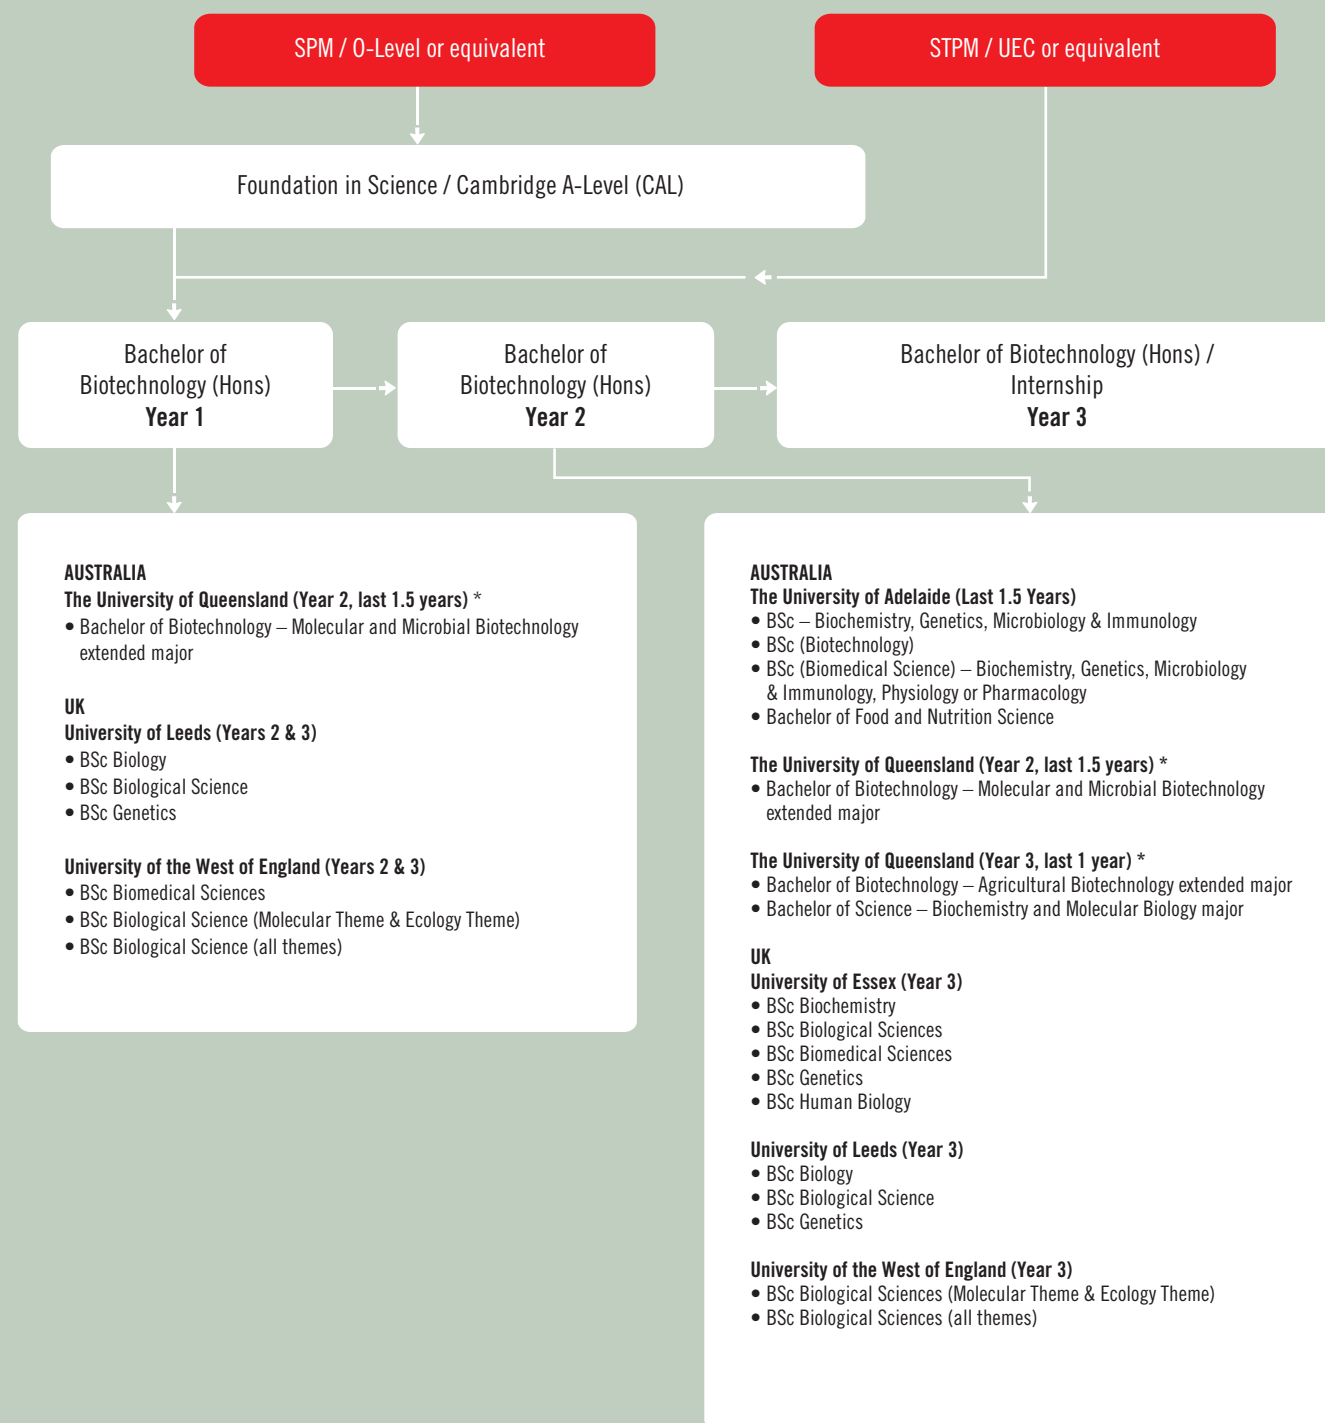 SPM / O-Level or equivalent
STPM / UEC or equivalent
Foundation in Science / Cambridge A-Level (CAL)
Bachelor of
Biotechnology (Hons)
Year 1
Bachelor of
Biotechnology (Hons)
Year 2
Bachelor of Biotechnology (Hons) /
Internship
Year 3
AUSTRALIA
The University of Queensland (Year 2, last 1.5 years) *
• Bachelor of Biotechnology – Molecular and Microbial Biotechnology
extended major
UK
University of Leeds (Years 2 & 3)
• BSc Biology
• BSc Biological Science
• BSc Genetics
University of the West of England (Years 2 & 3)
• BSc Biomedical Sciences
• BSc Biological Science (Molecular Theme & Ecology Theme)
• BSc Biological Science (all themes)
AUSTRALIA
The University of Adelaide (Last 1.5 Years)
• BSc – Biochemistry, Genetics, Microbiology & Immunology
• BSc (Biotechnology)
• BSc (Biomedical Science) – Biochemistry, Genetics, Microbiology
& Immunology, Physiology or Pharmacology
• Bachelor of Food and Nutrition Science
The University of Queensland (Year 2, last 1.5 years) *
• Bachelor of Biotechnology – Molecular and Microbial Biotechnology
extended major
The University of Queensland (Year 3, last 1 year) *
• Bachelor of Biotechnology – Agricultural Biotechnology extended major
• Bachelor of Science – Biochemistry and Molecular Biology major
UK
University of Essex (Year 3)
• BSc Biochemistry
• BSc Biological Sciences
• BSc Biomedical Sciences
• BSc Genetics
• BSc Human Biology
University of Leeds (Year 3)
• BSc Biology
• BSc Biological Science
• BSc Genetics
University of the West of England (Year 3)
• BSc Biological Sciences (Molecular Theme & Ecology Theme)
• BSc Biological Sciences (all themes)